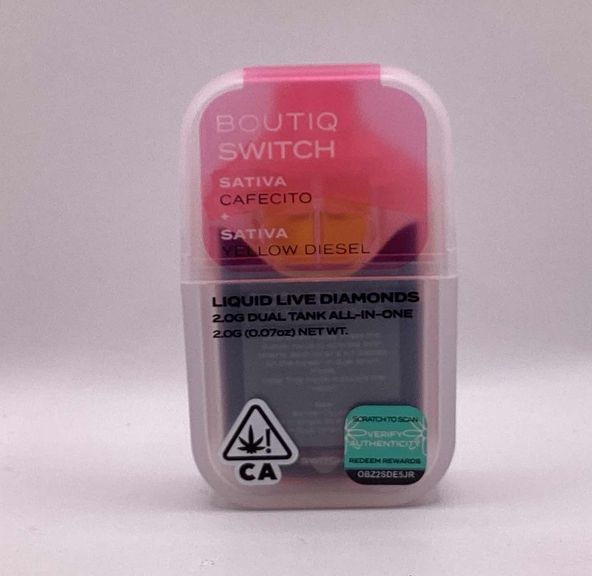 BOUTIQ
SWITCH
SATIVA
CAFECITO
+
SATIVA
YELLOW DIESEL
LIQUID LIVE DIAMONDS
2.0G DUAL TANK ALL-IN-ONE
2.0G (0.07oz) NET WT.
CA
SCRATCH TO SCAN
VERIFY
AUTHENTICITY
REDEEM REWARDS
OBZ2SDE5JR